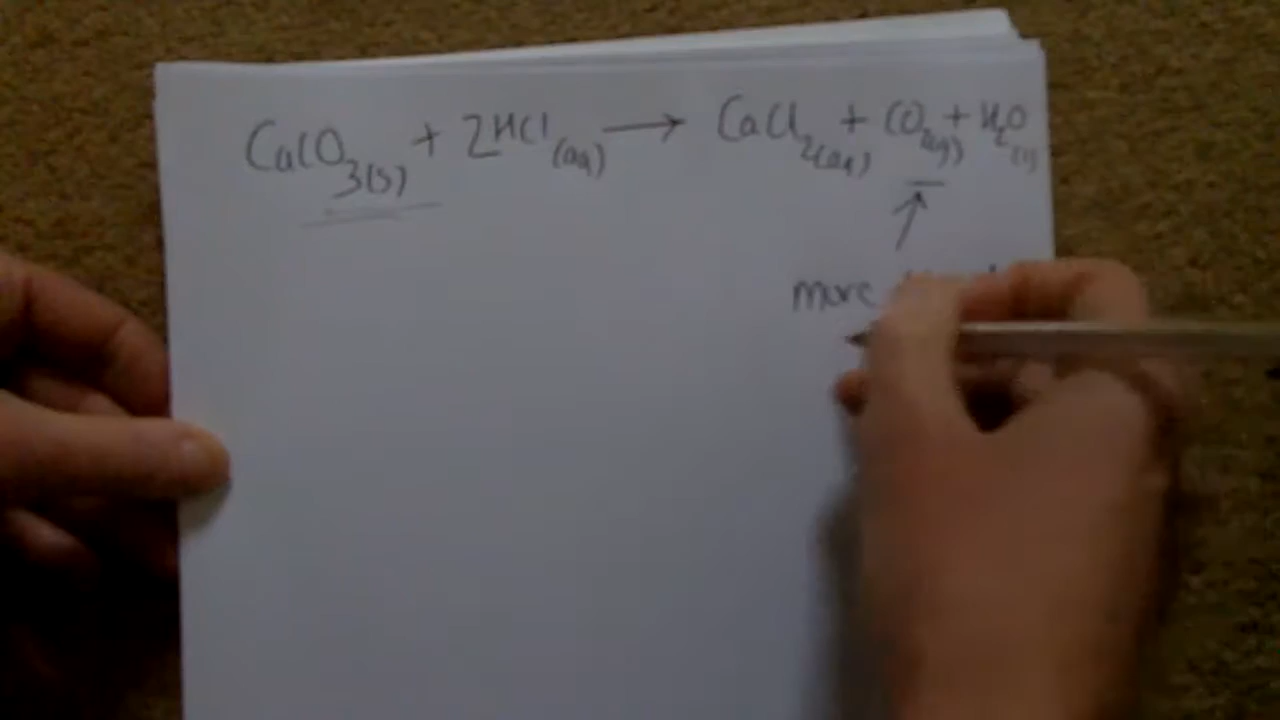 CaCO3(s) + 2HCl(aq) → CaCl2(aq) + CO2(g) + H2O(l)
more